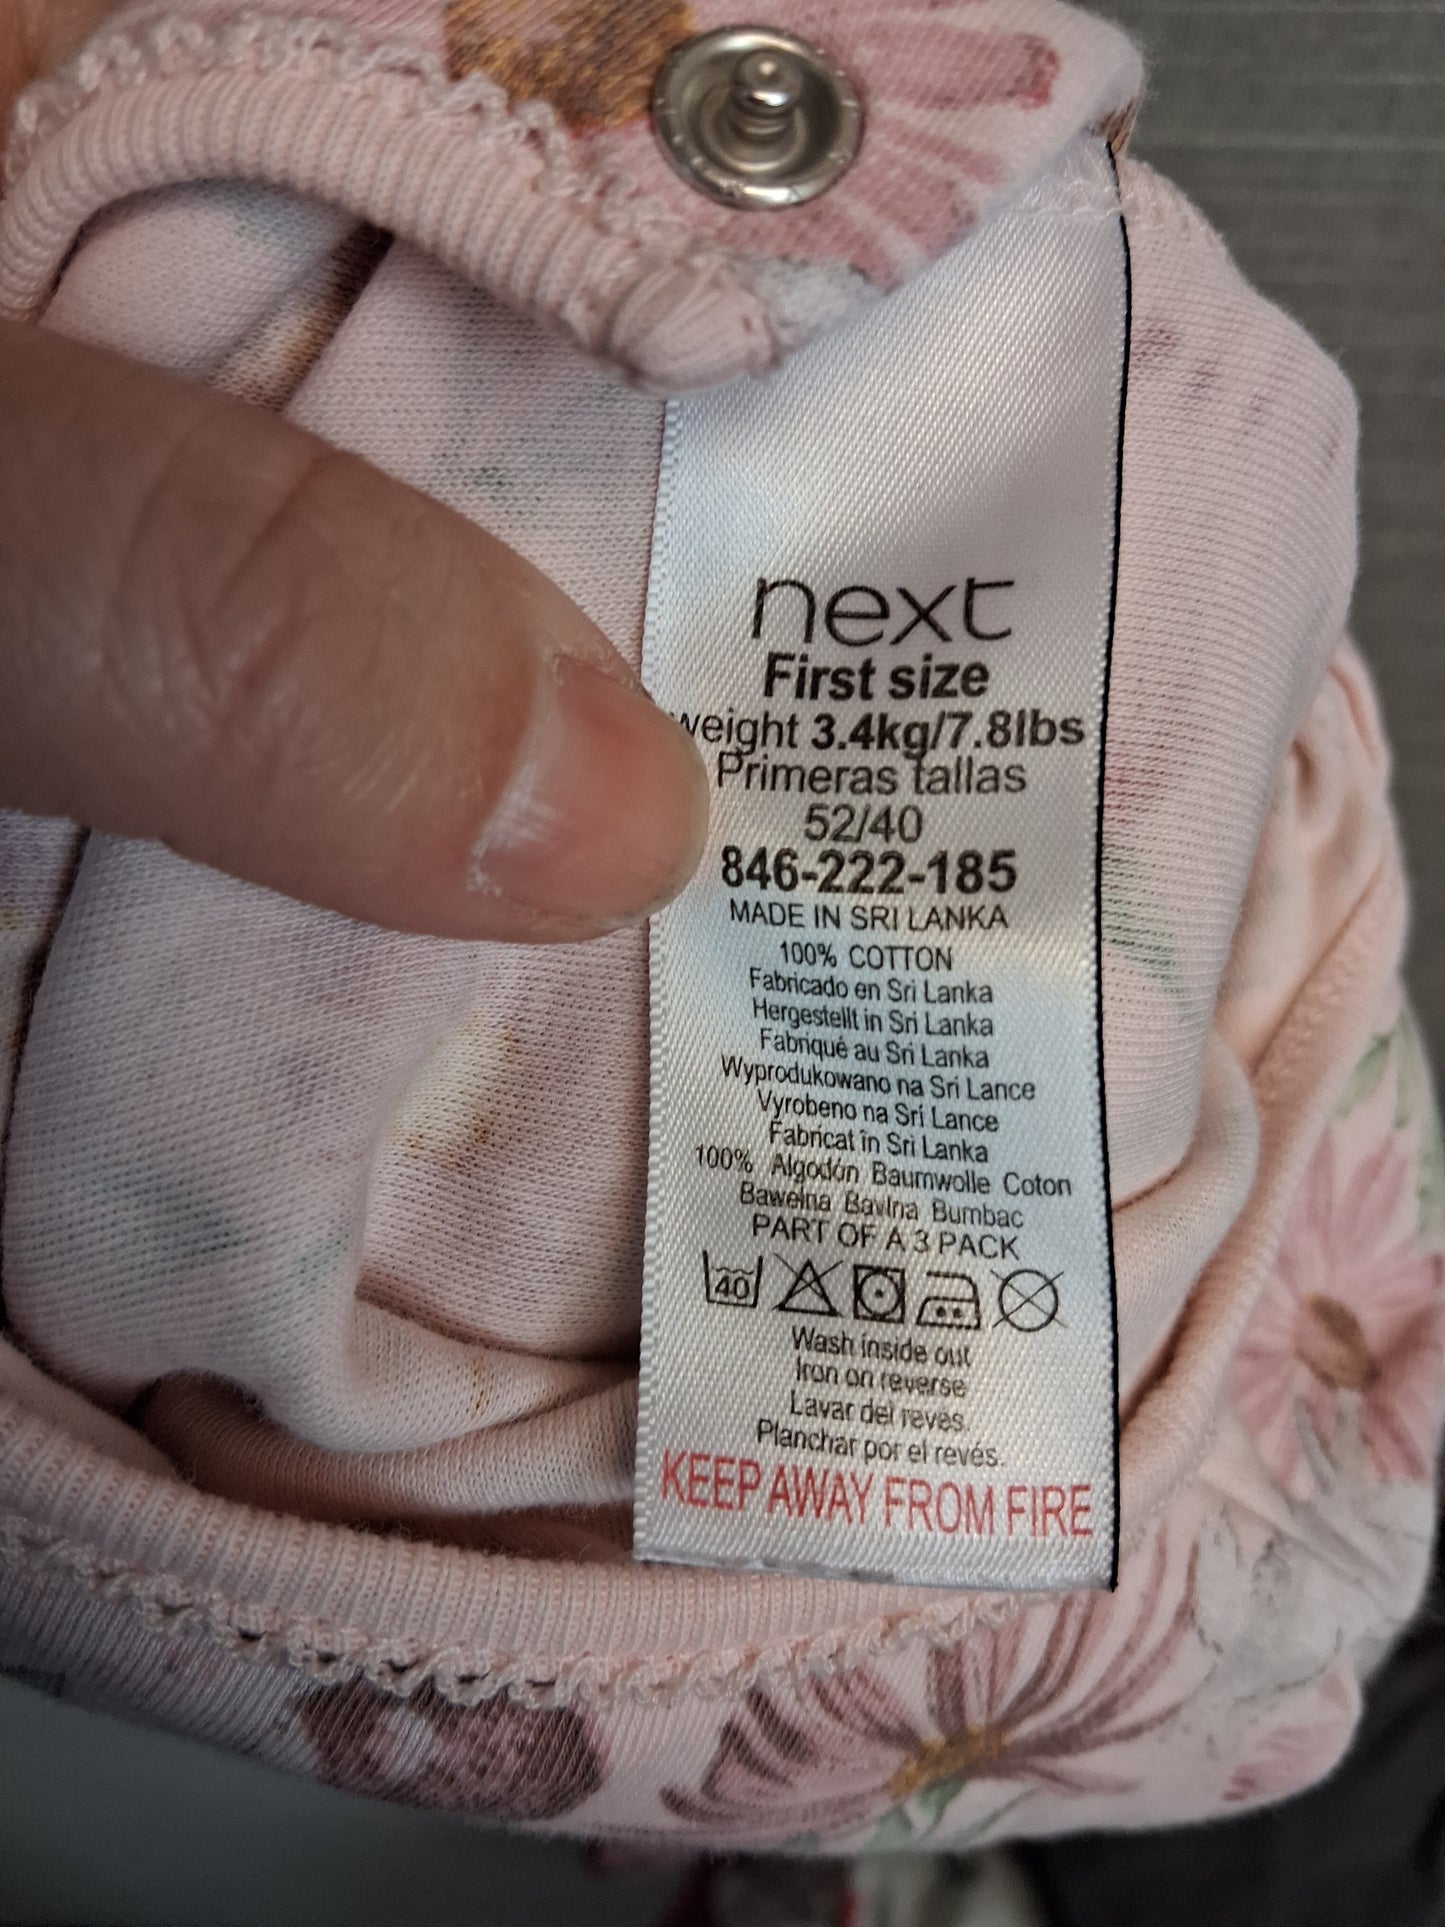 next
First size
weight 3.4kg/7.8lbs
Primeras tallas
52/40
846-222-185
MADE IN SRI LANKA
100% COTTON
Fabricado en Sri Lanka
Hergestellt in Sri Lanka
Fabriqué au Sri Lanka
Wyprodukowano na Sri Lance
Vyrobeno na Srí Lance
Fabricat în Sri Lanka
100% Algodón Baumwolle Coton
Bawełna Bavlna Bumbac
PART OF A 3 PACK
40
Wash inside out
Iron on reverse
Lavar del revés.
Planchar por el revés.
KEEP AWAY FROM FIRE